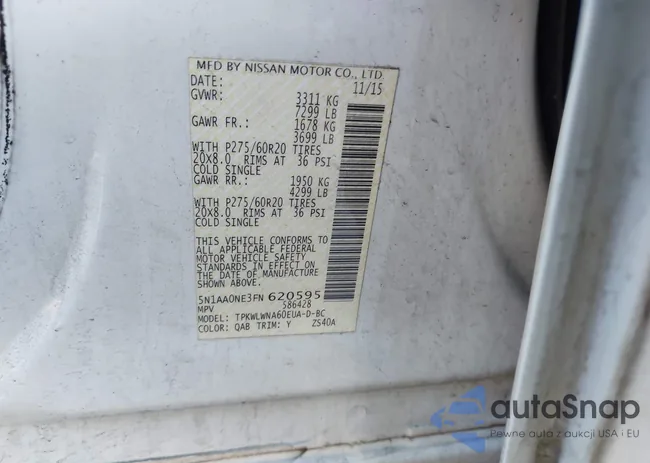 MFD BY NISSAN MOTOR CO., LTD.
DATE: 11/15
GVWR: 3311 KG
7299 LB
GAWR FR.: 1678 KG
3699 LB
WITH P275/60R20 TIRES
20X8.0 RIMS AT 36 PSI
COLD SINGLE
GAWR RR.: 1950 KG
4299 LB
WITH P275/60R20 TIRES
20X8.0 RIMS AT 36 PSI
COLD SINGLE
THIS VEHICLE CONFORMS TO
ALL APPLICABLE FEDERAL
MOTOR VEHICLE SAFETY
STANDARDS IN EFFECT ON
THE DATE OF MANUFACTURE
SHOWN ABOVE.
5N1AA0NE3FN 620595
MPV 586428
MODEL: TPKWLWNA60EUA-D-BC
COLOR: QAB TRIM: Y ZS40A
autoSnap
Pewne auta z aukcji USA i EU